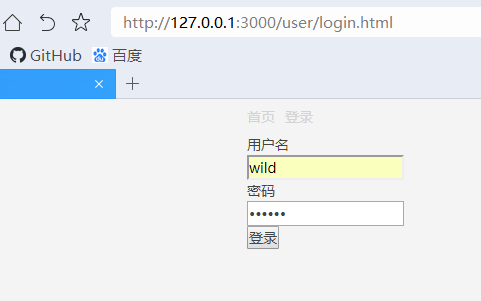 http://127.0.0.1:3000/user/login.html
GitHub 百度
首页 登录
用户名
wild
密码
••••••
登录